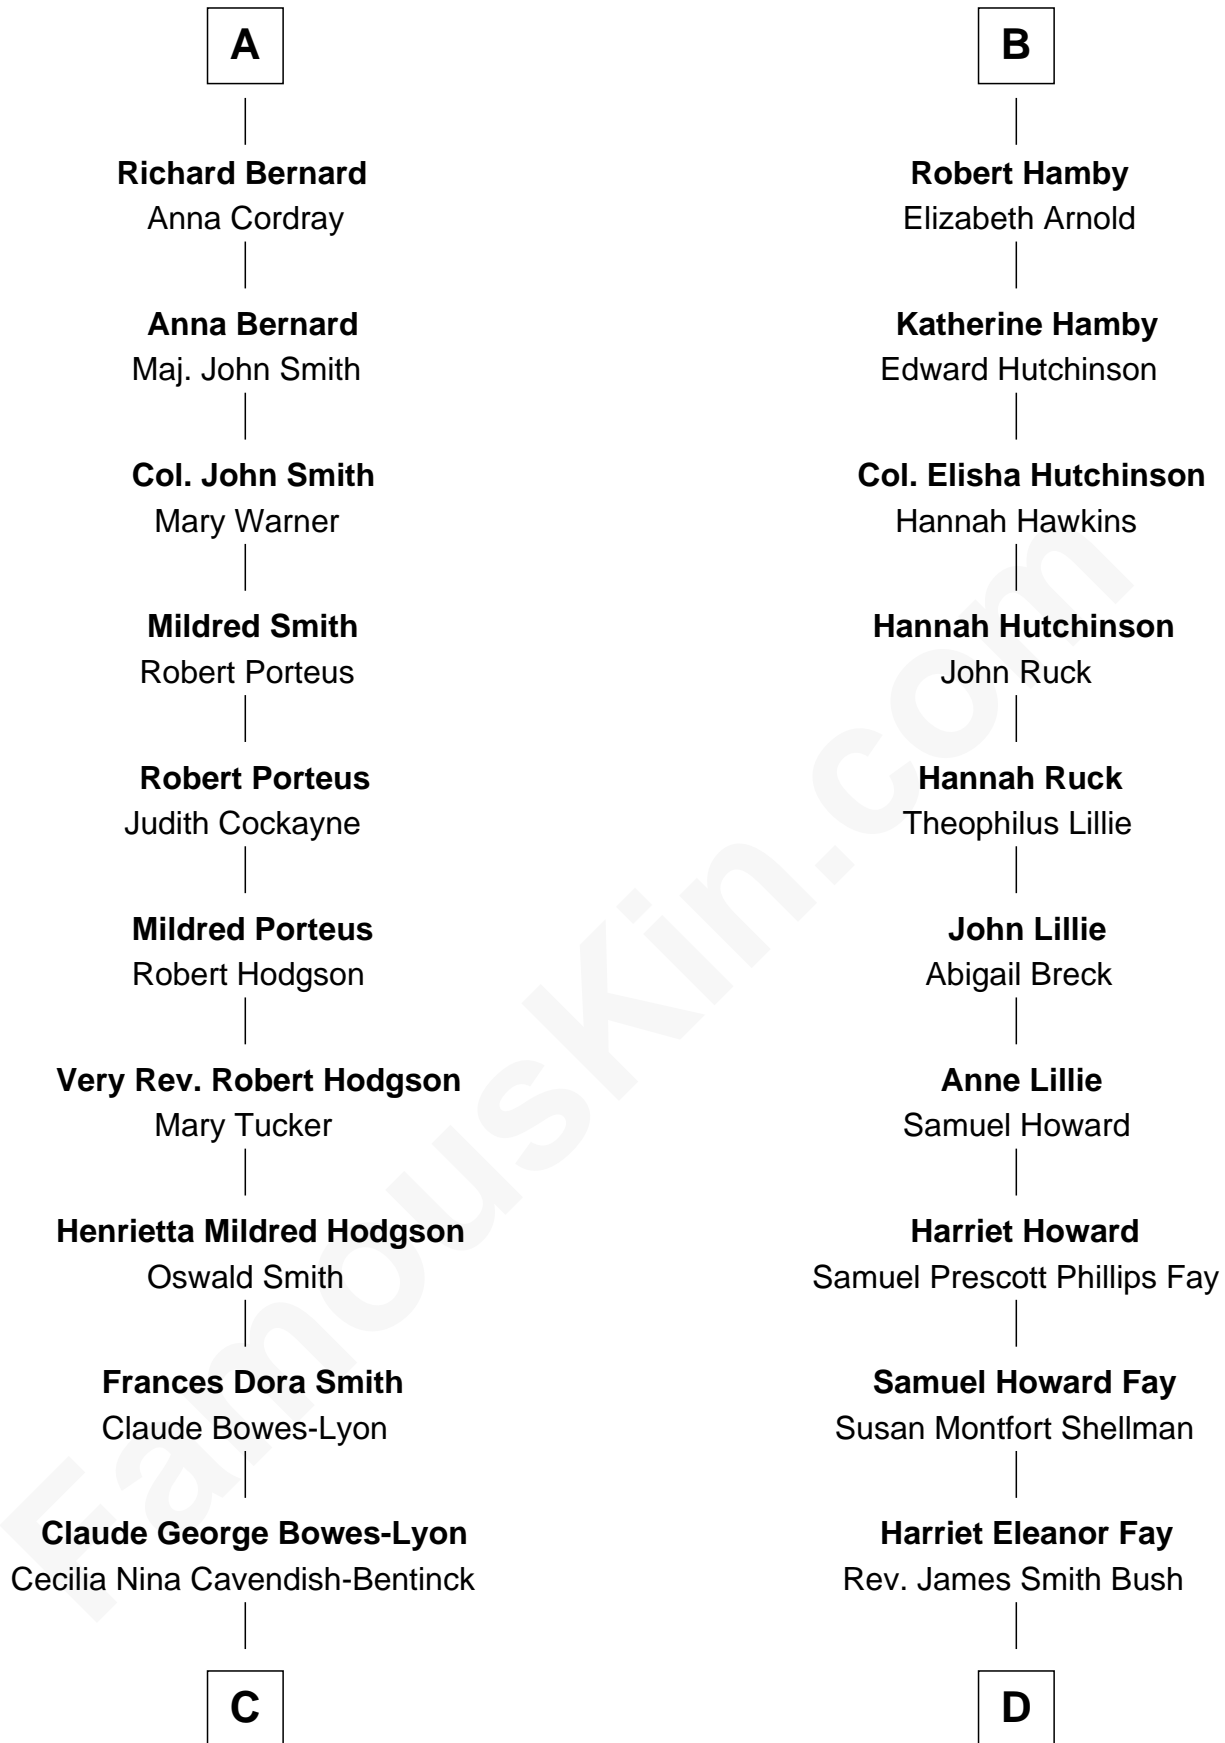 A
Richard Bernard
Anna Cordray
Anna Bernard
Maj. John Smith
Col. John Smith
Mary Warner
Mildred Smith
Robert Porteus
Robert Porteus
Judith Cockayne
Mildred Porteus
Robert Hodgson
Very Rev. Robert Hodgson
Mary Tucker
Henrietta Mildred Hodgson
Oswald Smith
Frances Dora Smith
Claude Bowes-Lyon
Claude George Bowes-Lyon
Cecilia Nina Cavendish-Bentinck
C
B
Robert Hamby
Elizabeth Arnold
Katherine Hamby
Edward Hutchinson
Col. Elisha Hutchinson
Hannah Hawkins
Hannah Hutchinson
John Ruck
Hannah Ruck
Theophilus Lillie
John Lillie
Abigail Breck
Anne Lillie
Samuel Howard
Harriet Howard
Samuel Prescott Phillips Fay
Samuel Howard Fay
Susan Montfort Shellman
Harriet Eleanor Fay
Rev. James Smith Bush
D
FamousKin.com